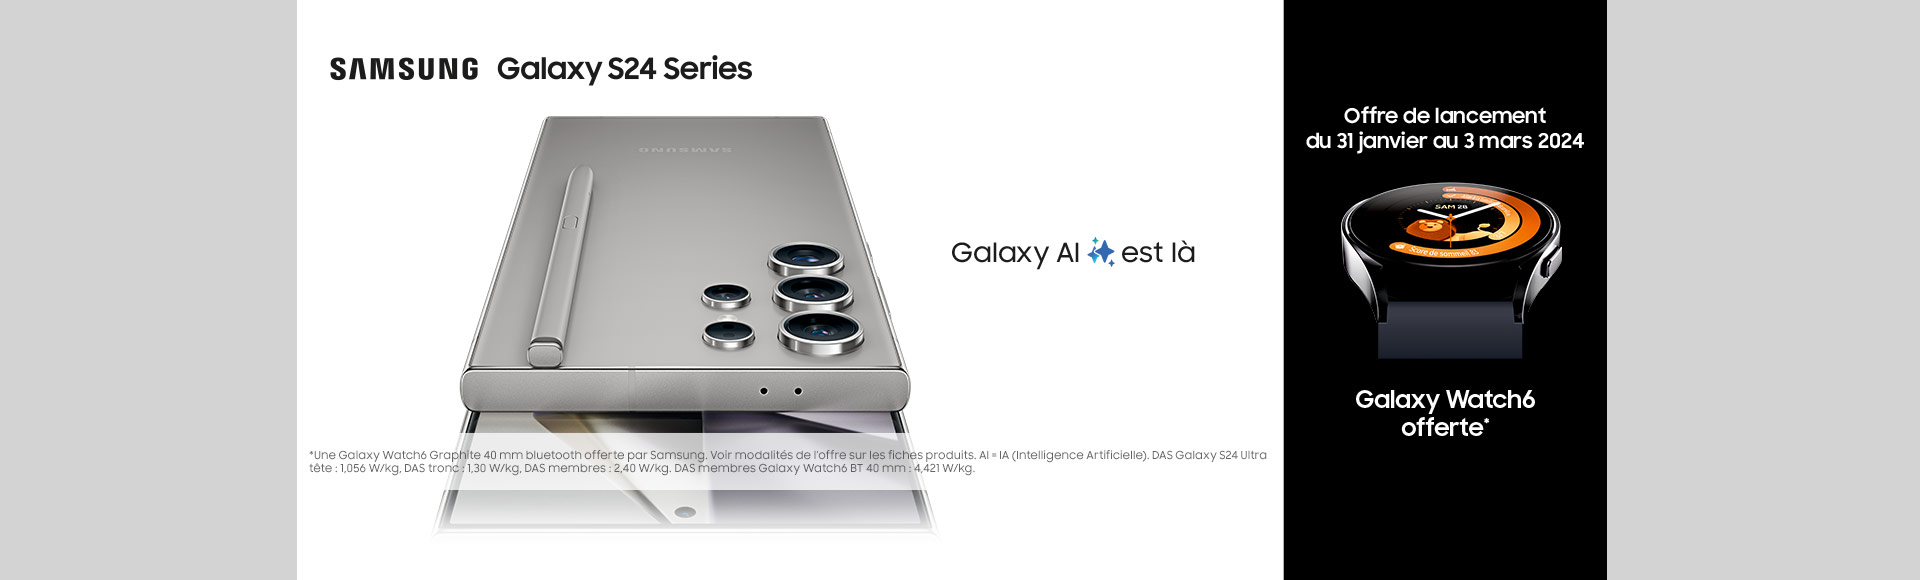 SAMSUNG Galaxy S24 Series
SAMSUNG
Galaxy AI est là
*Une Galaxy Watch6 Graphite 40 mm bluetooth offerte par Samsung. Voir modalités de l'offre sur les fiches produits. AI = IA (Intelligence Artificielle). DAS Galaxy S24 Ultra
tête : 1,056 W/kg, DAS tronc : 1,30 W/kg, DAS membres : 2,40 W/kg. DAS membres Galaxy Watch6 BT 40 mm : 4,421 W/kg.
Offre de lancement
du 31 janvier au 3 mars 2024
SAM 28
Score de sommeil
Galaxy Watch6
offerte*